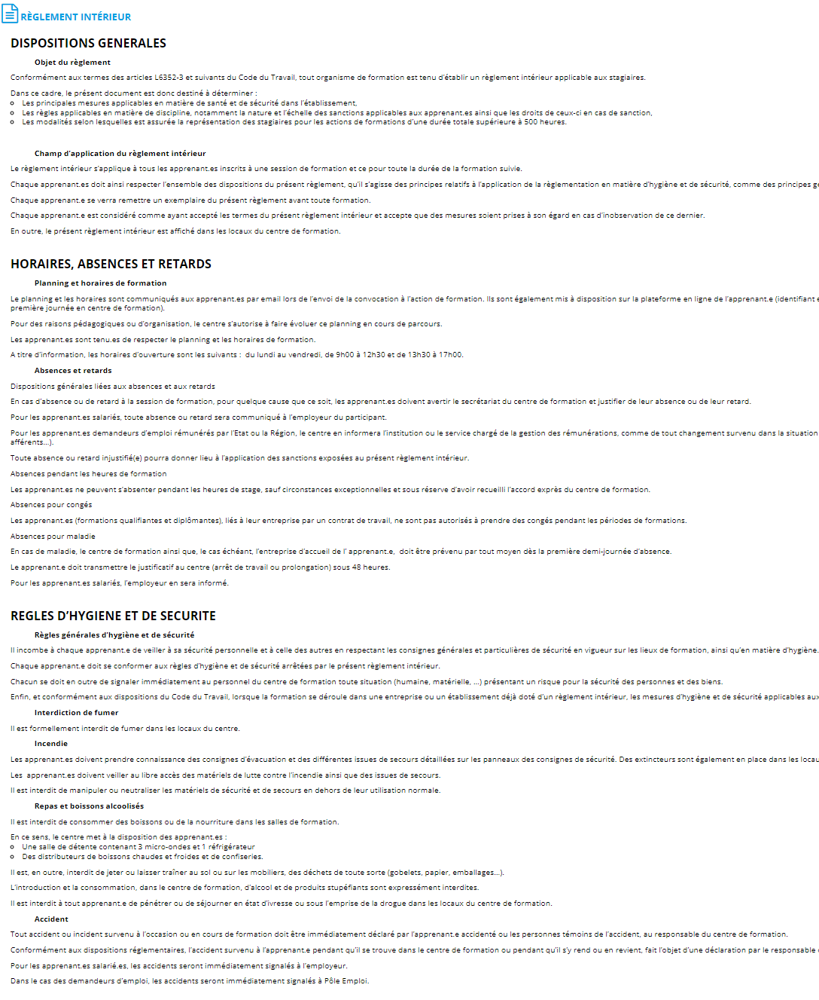 RÈGLEMENT INTÉRIEUR
DISPOSITIONS GENERALES
Objet du règlement
Conformément aux termes des articles L6352-3 et suivants du Code du Travail, tout organisme de formation est tenu d'établir un règlement intérieur applicable aux stagiaires.
Dans ce cadre, le présent document est donc destiné à déterminer :
Les principales mesures applicables en matière de santé et de sécurité dans l'établissement,
Les règles applicables en matière de discipline, notamment la nature et l'échelle des sanctions applicables aux apprenant.es ainsi que les droits de ceux-ci en cas de sanction,
Les modalités selon lesquelles est assurée la représentation des stagiaires pour les actions de formations d'une durée totale supérieure à 500 heures.
Champ d'application du règlement intérieur
Le règlement intérieur s'applique à tous les apprenant.es inscrits à une session de formation et ce pour toute la durée de la formation suivie.
Chaque apprenant.es doit ainsi respecter l'ensemble des dispositions du présent règlement, qu'il s'agisse des principes relatifs à l'application de la règlementation en matière d'hygiène et de sécurité, comme des principes
Chaque apprenant.e se verra remettre un exemplaire du présent règlement avant toute formation.
Chaque apprenant.e est considéré comme ayant accepté les termes du présent règlement intérieur et accepte que des mesures soient prises à son égard en cas d'inobservation de ce dernier.
En outre, le présent règlement intérieur est affiché dans les locaux du centre de formation.
HORAIRES, ABSENCES ET RETARDS
Planning et horaires de formation
Le planning et les horaires sont communiqués aux apprenant.es par email lors de l'envoi de la convocation à l'action de formation. Ils sont également mis à disposition sur la plateforme en ligne de l'apprenant.e (identifiant
première journée en centre de formation).
Pour des raisons pédagogiques ou d'organisation, le centre s'autorise à faire évoluer ce planning en cours de parcours.
Les apprenant.es sont tenu.es de respecter le planning et les horaires de formation.
A titre d'information, les horaires d'ouverture sont les suivants :  du lundi au vendredi, de 9h00 à 12h30 et de 13h30 à 17h00.
Absences et retards
Dispositions générales liées aux absences et aux retards
En cas d'absence ou de retard à la session de formation, pour quelque cause que ce soit, les apprenant.es doivent avertir le secrétariat du centre de formation et justifier de leur absence ou de leur retard.
Pour les apprenant.es salariés, toute absence ou retard sera communiqué à l'employeur du participant.
Pour les apprenant.es demandeurs d'emploi rémunérés par l'Etat ou la Région, le centre en informera l'institution ou le service chargé de la gestion des rémunérations, comme de tout changement survenu dans la situation
afférents...).
Toute absence ou retard injustifié(e) pourra donner lieu à l'application des sanctions exposées au présent règlement intérieur.
Absences pendant les heures de formation
Les apprenant.es ne peuvent s'absenter pendant les heures de stage, sauf circonstances exceptionnelles et sous réserve d'avoir recueilli l'accord exprès du centre de formation.
Absences pour congés
Les apprenant.es (formations qualifiantes et diplômantes), liés à leur entreprise par un contrat de travail, ne sont pas autorisés à prendre des congés pendant les périodes de formations.
Absences pour maladie
En cas de maladie, le centre de formation ainsi que, le cas échéant, l'entreprise d'accueil de l' apprenant.e,  doit être prévenu par tout moyen dès la première demi-journée d'absence.
Le apprenant.e doit transmettre le justificatif au centre (arrêt de travail ou prolongation) sous 48 heures.
Pour les apprenant.es salariés, l'employeur en sera informé.
REGLES D'HYGIENE ET DE SECURITE
Règles générales d'hygiène et de sécurité
Il incombe à chaque apprenant.e de veiller à sa sécurité personnelle et à celle des autres en respectant les consignes générales et particulières de sécurité en vigueur sur les lieux de formation, ainsi qu'en matière d'hygiène.
Chaque apprenant.e doit se conformer aux règles d'hygiène et de sécurité arrêtées par le présent règlement intérieur.
Chacun se doit en outre de signaler immédiatement au personnel du centre de formation toute situation (humaine, matérielle, ...) présentant un risque pour la sécurité des personnes et des biens.
Enfin, et conformément aux dispositions du Code du Travail, lorsque la formation se déroule dans une entreprise ou un établissement déjà doté d'un règlement intérieur, les mesures d'hygiène et de sécurité applicables aux
Interdiction de fumer
Il est formellement interdit de fumer dans les locaux du centre.
Incendie
Les apprenant.es doivent prendre connaissance des consignes d'évacuation et des différentes issues de secours détaillées sur les panneaux des consignes de sécurité. Des extincteurs sont également en place dans les
Les  apprenant.es doivent veiller au libre accès des matériels de lutte contre l'incendie ainsi que des issues de secours.
Il est interdit de manipuler ou neutraliser les matériels de sécurité et de secours en dehors de leur utilisation normale.
Repas et boissons alcoolisés
Il est interdit de consommer des boissons ou de la nourriture dans les salles de formation.
En ce sens, le centre met à la disposition des apprenant.es :
Une salle de détente contenant 3 micro-ondes et 1 réfrigérateur
Des distributeurs de boissons chaudes et froides et de confiseries.
Il est, en outre, interdit de jeter ou laisser traîner au sol ou sur les mobiliers, des déchets de toute sorte (gobelets, papier, emballages...).
L'introduction et la consommation, dans le centre de formation, d'alcool et de produits stupéfiants sont expressément interdites.
Il est interdit à tout apprenant.e de pénétrer ou de séjourner en état d'ivresse ou sous l'emprise de la drogue dans les locaux du centre de formation.
Accident
Tout accident ou incident survenu à l'occasion ou en cours de formation doit être immédiatement déclaré par l'apprenant.e accidenté ou les personnes témoins de l'accident, au responsable du centre de formation.
Conformément aux dispositions réglementaires, l'accident survenu à l'apprenant.e pendant qu'il se trouve dans le centre de formation ou pendant qu'il s'y rend ou en revient, fait l'objet d'une déclaration par le responsable
Pour les apprenant.es salarié.es, les accidents seront immédiatement signalés à l'employeur.
Dans le cas des demandeurs d'emploi, les accidents seront immédiatement signalés à Pôle Emploi.